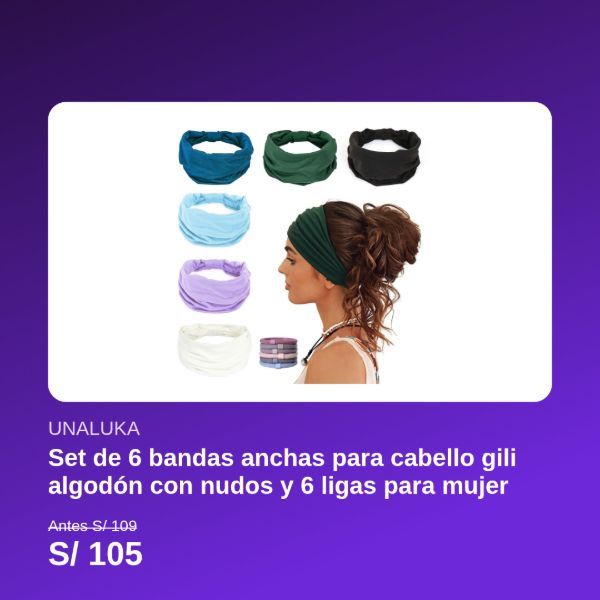 UNALUKA
Set de 6 bandas anchas para cabello gili
algodón con nudos y 6 ligas para mujer
Antes S/ 109
S/ 105